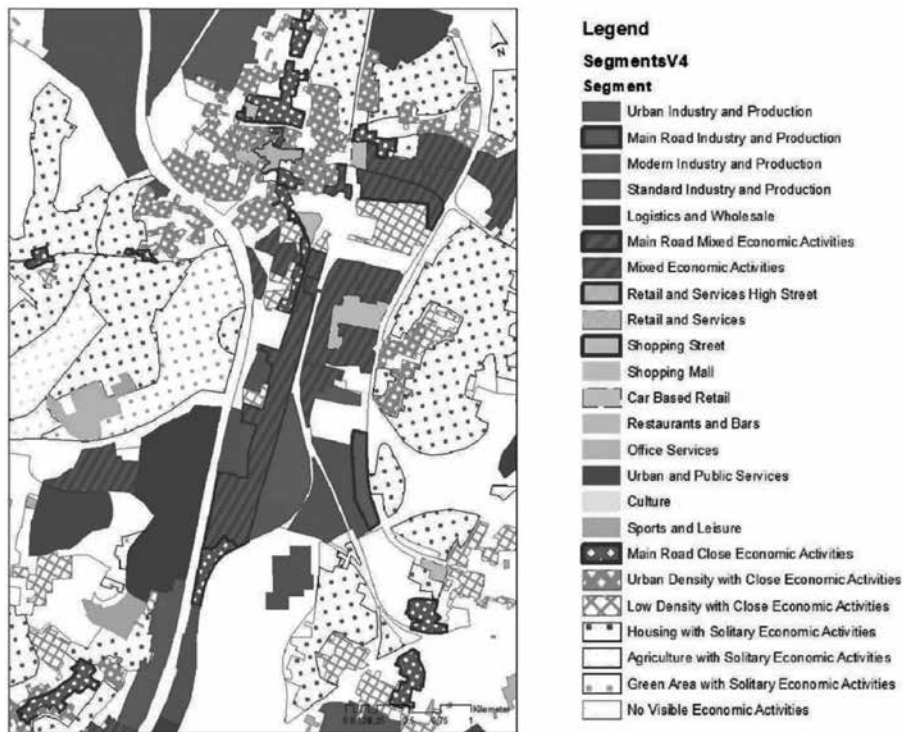 N
Kilometer
0.5
0.75
1
Legend
SegmentsV4
Segment
Urban Industry and Production
Main Road Industry and Production
Modern Industry and Production
Standard Industry and Production
Logistics and Wholesale
Main Road Mixed Economic Activities
Mixed Economic Activities
Retail and Services High Street
Retail and Services
Shopping Street
Shopping Mall
Car Based Retail
Restaurants and Bars
Office Services
Urban and Public Services
Culture
Sports and Leisure
Main Road Close Economic Activities
Urban Density with Close Economic Activities
Low Density with Close Economic Activities
Housing with Solitary Economic Activities
Agriculture with Solitary Economic Activities
Green Area with Solitary Economic Activities
No Visible Economic Activities